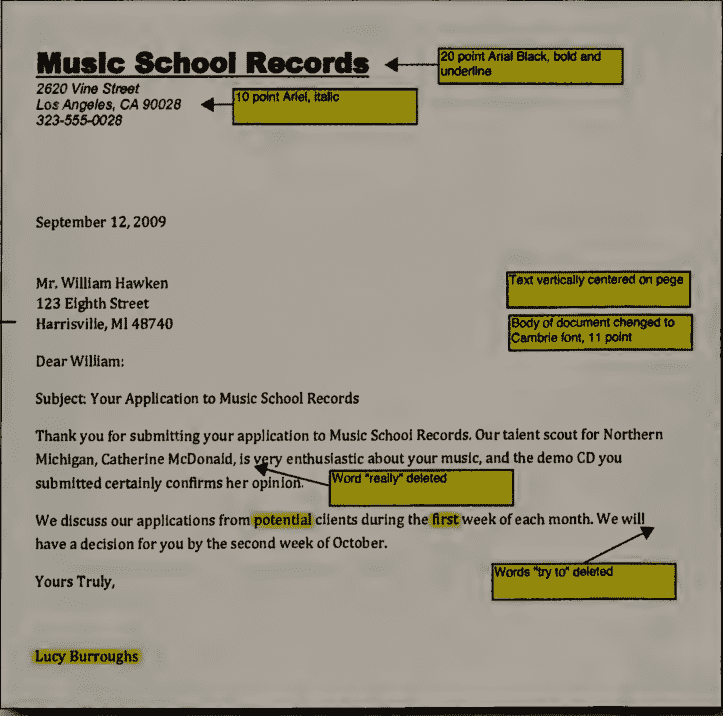 Music School Records
20 point Arial Black, bold and
underline
2620 Vine Street
Los Angeles, CA 90028
323-555-0028
10 point Ariel, italic
September 12, 2009
Mr. William Hawken
123 Eighth Street
Harrisville, MI 48740
Text vertically centered on pege
Body of document chenged to
Cambrie font, 11 point
Dear William:
Subject: Your Application to Music School Records
Thank you for submitting your application to Music School Records. Our talent scout for Northern
Michigan, Catherine McDonald, is very enthusiastic about your music, and the demo CD you
submitted certainly confirms her opinion.
Word "really" deleted
We discuss our applications from potential clients during the first week of each month. We will
have a decision for you by the second week of October.
Words "try to" deleted
Yours Truly,
Lucy Burroughs